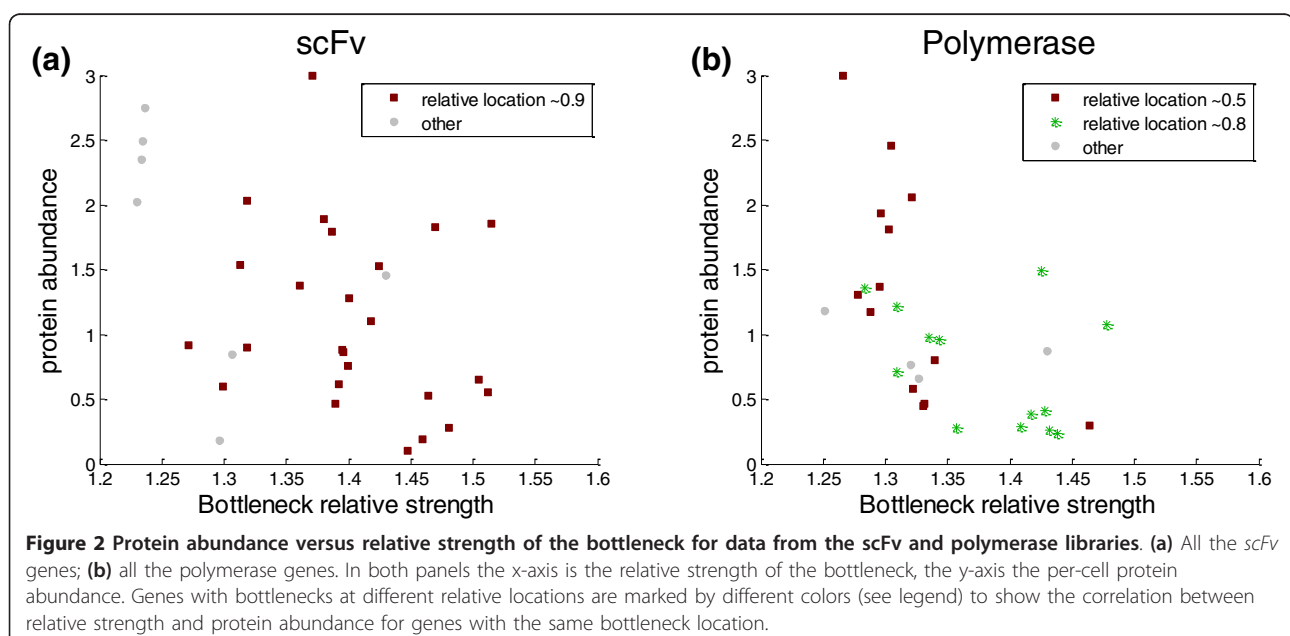 (a)
scFv
3
2.5
2
1.5
1
0.5
0
protein abundance
relative location ~0.9
other
1.2 1.25 1.3 1.35 1.4 1.45 1.5 1.55 1.6
Bottleneck relative strength
(b)
Polymerase
3
2.5
2
1.5
1
0.5
0
protein abundance
relative location ~0.5
relative location ~0.8
other
1.2 1.25 1.3 1.35 1.4 1.45 1.5 1.55 1.6
Bottleneck relative strength
Figure 2 Protein abundance versus relative strength of the bottleneck for data from the scFv and polymerase libraries. (a) All the scFv
genes; (b) all the polymerase genes. In both panels the x-axis is the relative strength of the bottleneck, the y-axis the per-cell protein
abundance. Genes with bottlenecks at different relative locations are marked by different colors (see legend) to show the correlation between
relative strength and protein abundance for genes with the same bottleneck location.